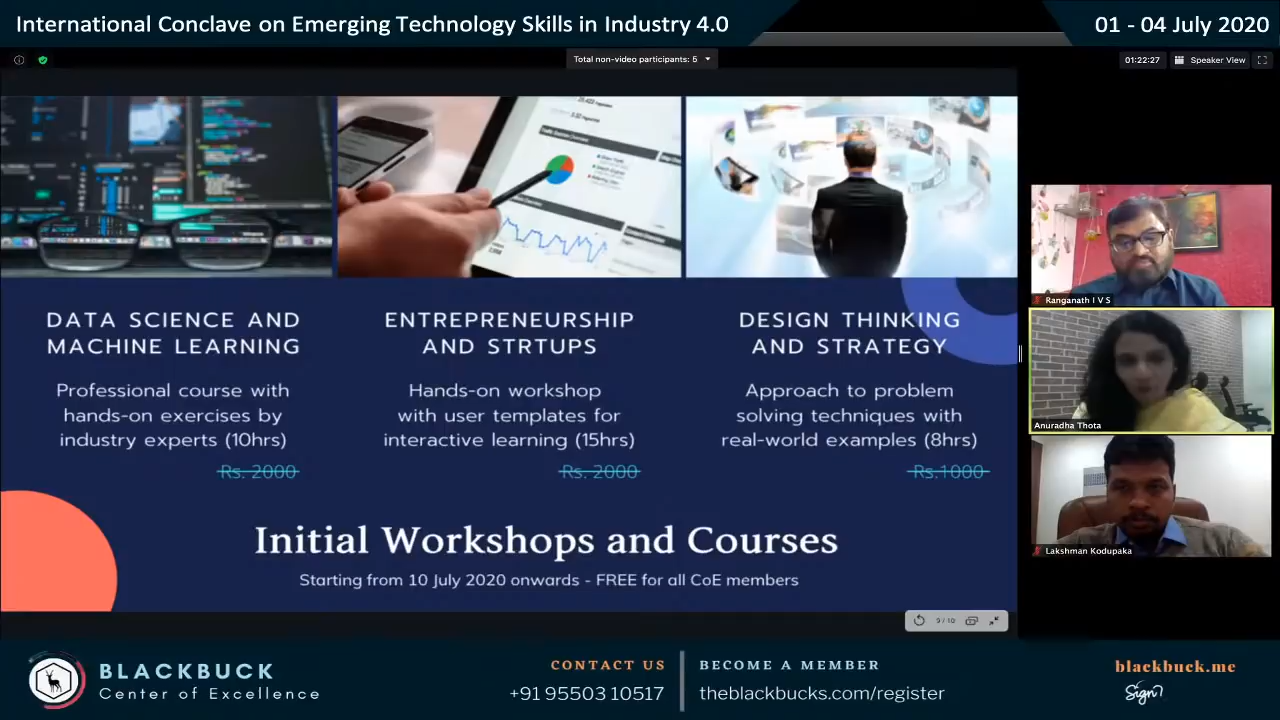 International Conclave on Emerging Technology Skills in Industry 4.0
01 - 04 July 2020
Total non-video participants: 5
01:22:27
Speaker View
DATA SCIENCE AND
MACHINE LEARNING
Professional course with
hands-on exercises by
industry experts (10hrs)
Rs. 2000
ENTREPRENEURSHIP
AND STRTUPS
Hands-on workshop
with user templates for
interactive learning (15hrs)
Rs. 2000
DESIGN THINKING
AND STRATEGY
Approach to problem
solving techniques with
real-world examples (8hrs)
Rs.1000
Initial Workshops and Courses
Starting from 10 July 2020 onwards - FREE for all CoE members
9 / 10
Ranganath I V S
Anuradha Thota
Lakshman Kodupaka
BLACKBUCK
Center of Excellence
CONTACT US
+91 95503 10517
BECOME A MEMBER
theblackbucks.com/register
blackbuck.me